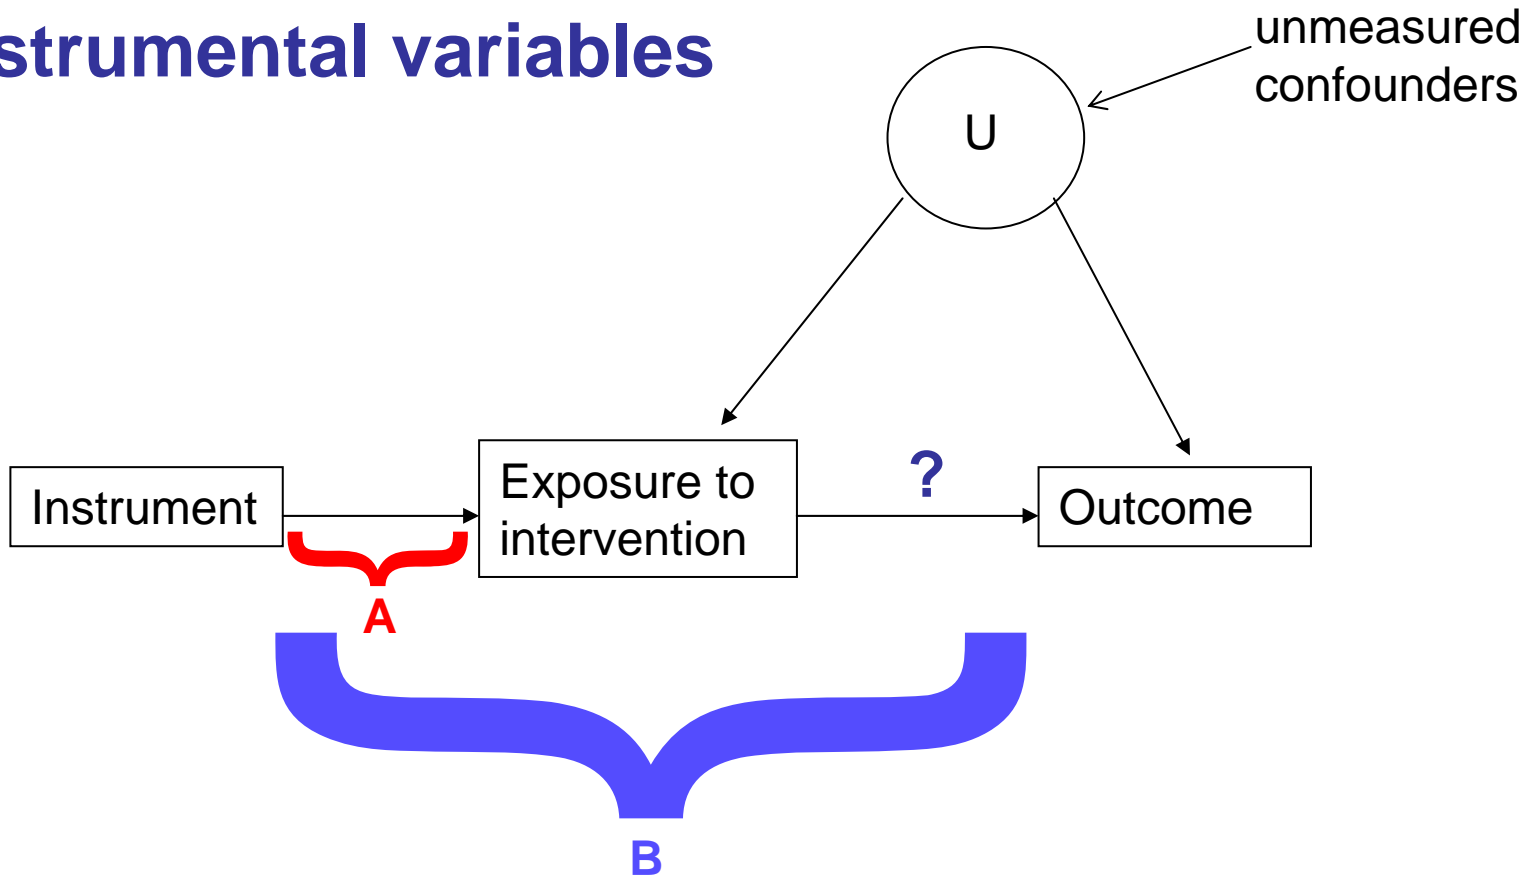 strumental variables
unmeasured
confounders
U
?
Instrument
Exposure to
intervention
Outcome
A
B